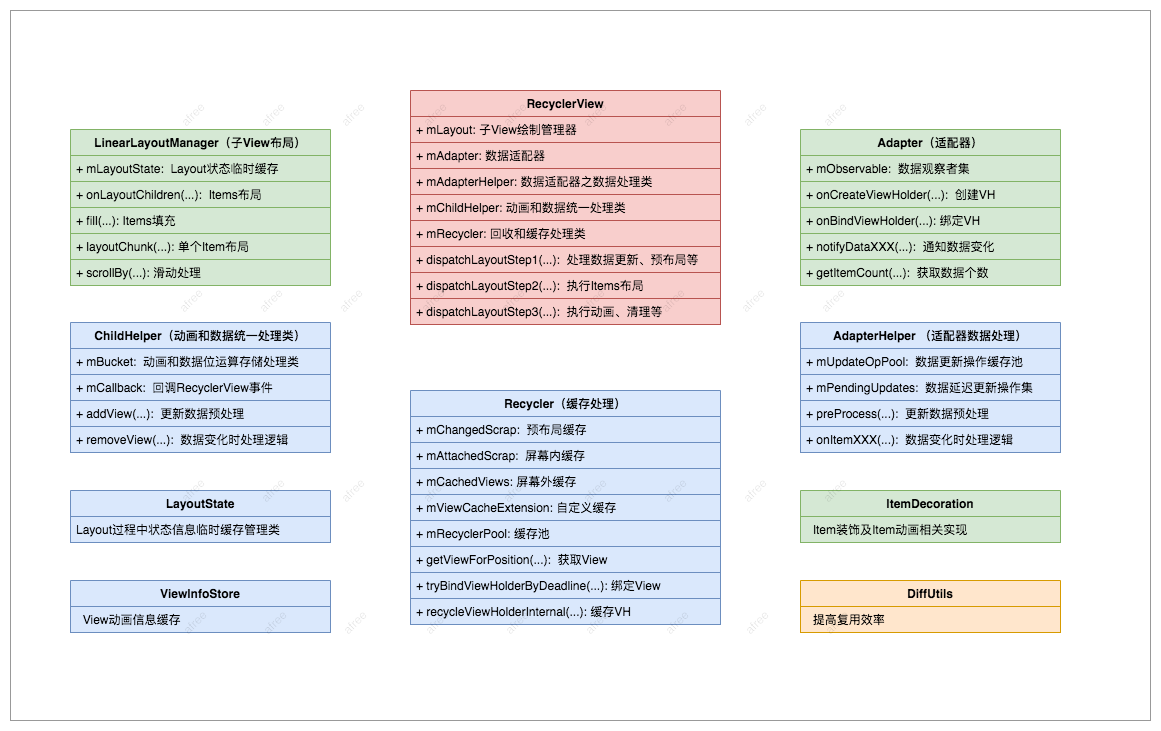 RecyclerView
+ mLayout: 子View绘制管理器
+ mAdapter: 数据适配器
+ mAdapterHelper: 数据适配器之数据处理类
+ mChildHelper: 动画和数据统一处理类
+ mRecycler: 回收和缓存处理类
+ dispatchLayoutStep1(...): 处理数据更新、预布局等
+ dispatchLayoutStep2(...): 执行Items布局
+ dispatchLayoutStep3(...): 执行动画、清理等
LinearLayoutManager（子View布局）
+ mLayoutState: Layout状态临时缓存
+ onLayoutChildren(...): Items布局
+ fill(...): Items填充
+ layoutChunk(...): 单个Item布局
+ scrollBy(...): 滑动处理
Adapter（适配器）
+ mObservable: 数据观察者集
+ onCreateViewHolder(...): 创建VH
+ onBindViewHolder(...): 绑定VH
+ notifyDataXXX(...): 通知数据变化
+ getItemCount(...): 获取数据个数
ChildHelper（动画和数据统一处理类）
+ mBucket: 动画和数据位运算存储处理类
+ mCallback: 回调RecyclerView事件
+ addView(...): 更新数据预处理
+ removeView(...): 数据变化时处理逻辑
Recycler（缓存处理）
+ mChangedScrap: 预布局缓存
+ mAttachedScrap: 屏幕内缓存
+ mCachedViews: 屏幕外缓存
+ mViewCacheExtension: 自定义缓存
+ mRecyclerPool: 缓存池
+ getViewForPosition(...): 获取View
+ tryBindViewHolderByDeadline(...): 绑定View
+ recycleViewHolderInternal(...): 缓存VH
AdapterHelper （适配器数据处理）
+ mUpdateOpPool: 数据更新操作缓存池
+ mPendingUpdates: 数据延迟更新操作集
+ preProcess(...): 更新数据预处理
+ onItemXXX(...): 数据变化时处理逻辑
LayoutState
Layout过程中状态信息临时缓存管理类
ItemDecoration
Item装饰及Item动画相关实现
ViewInfoStore
View动画信息缓存
DiffUtils
提高复用效率